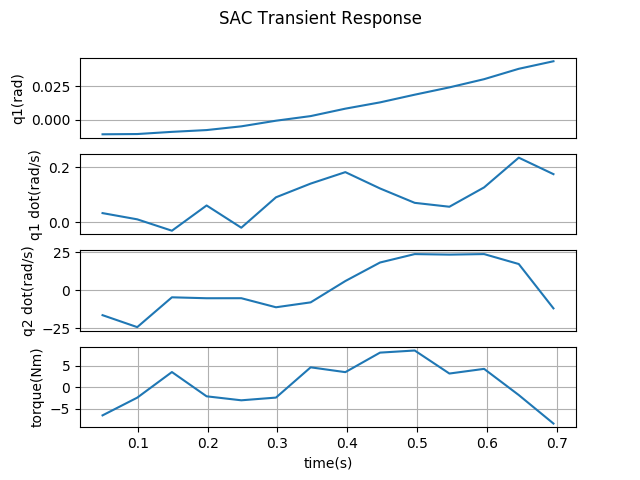 SAC Transient Response
q1(rad)
0.025
0.000
q1 dot(rad/s)
0.2
0.0
q2 dot(rad/s)
25
0
−25
torque(Nm)
5
0
−5
0.1 0.2 0.3 0.4 0.5 0.6 0.7
time(s)